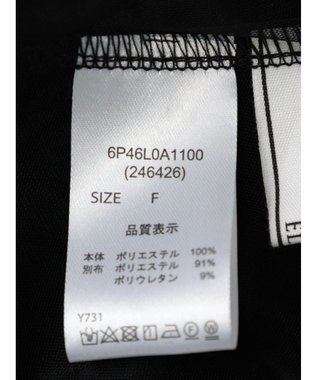 6P46L0A1100
(246426)
SIZE F
品質表示
本体 ポリエステル 100%
別布 ポリエステル 91%
ポリウレタン 9%
Y731